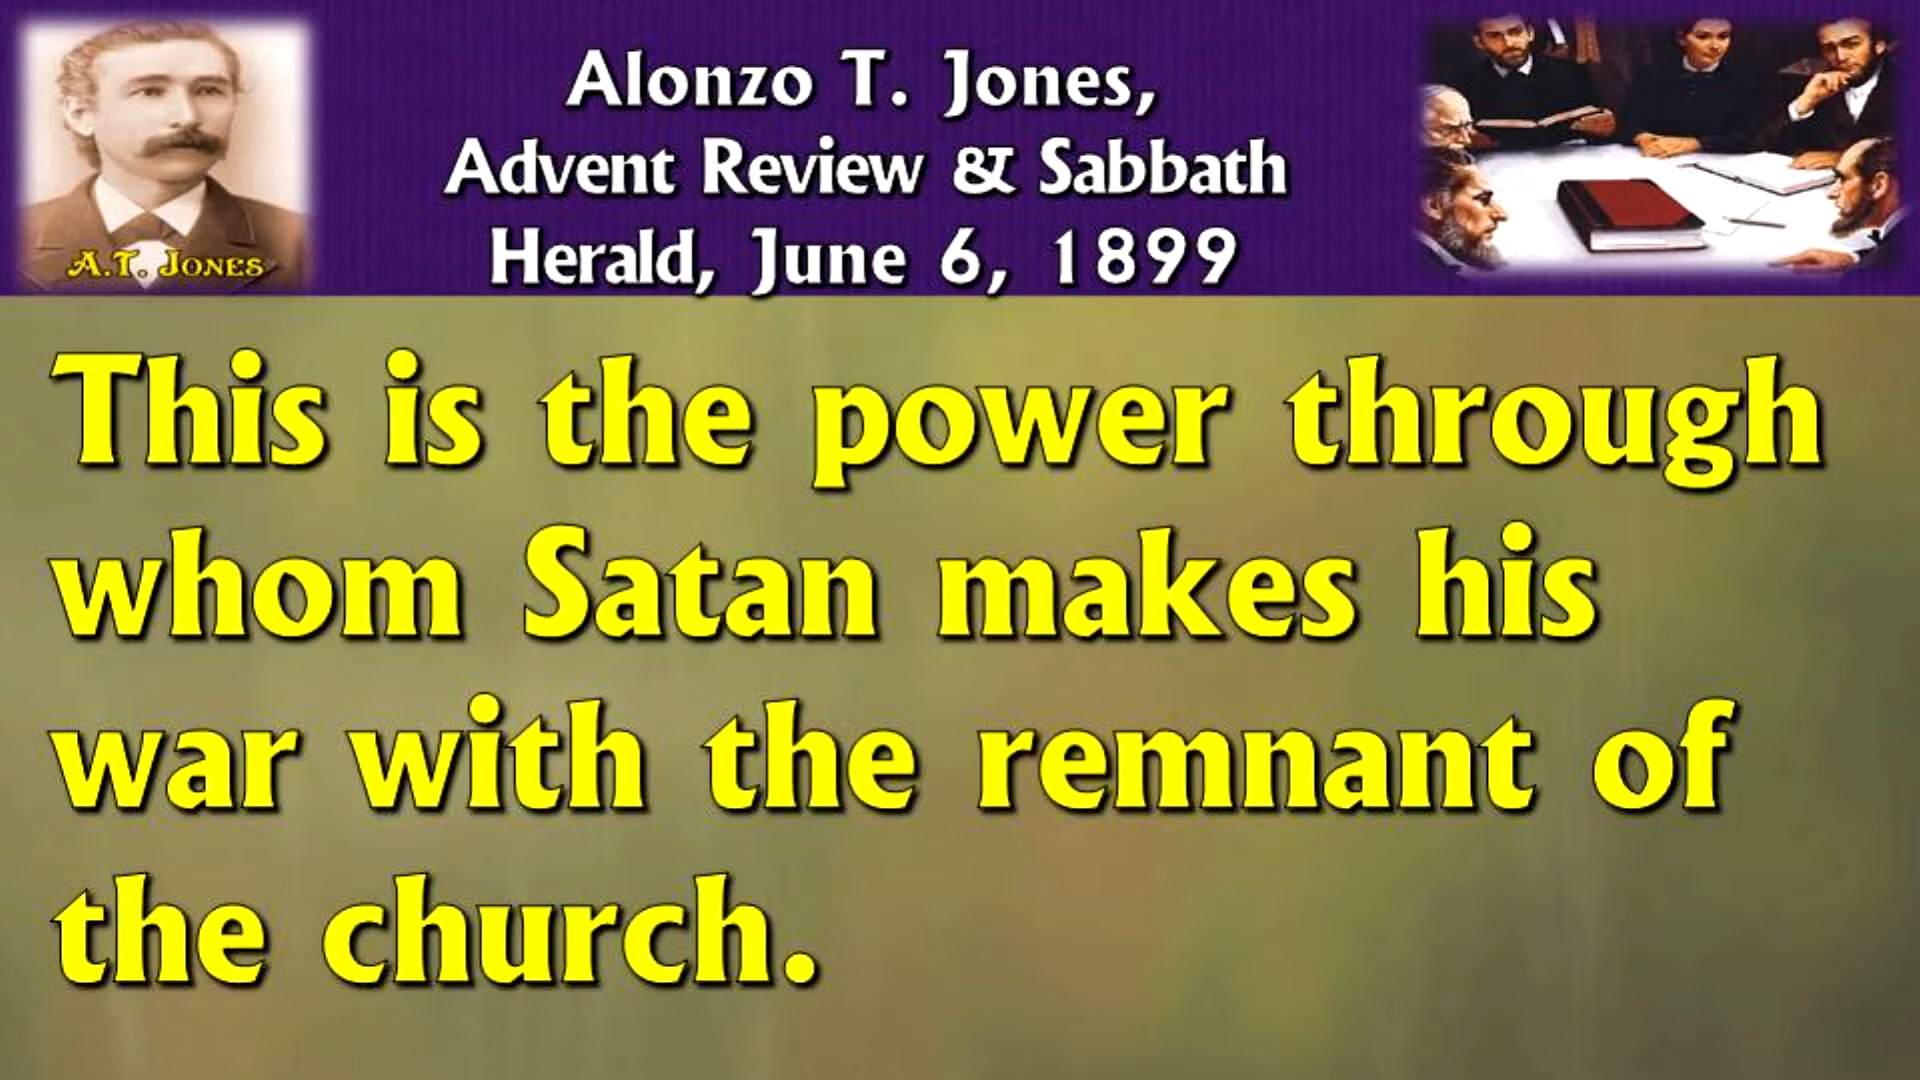 Alonzo T. Jones,
Advent Review & Sabbath
Herald, June 6, 1899
A.T. JONES
This is the power through
whom Satan makes his
war with the remnant of
the church.